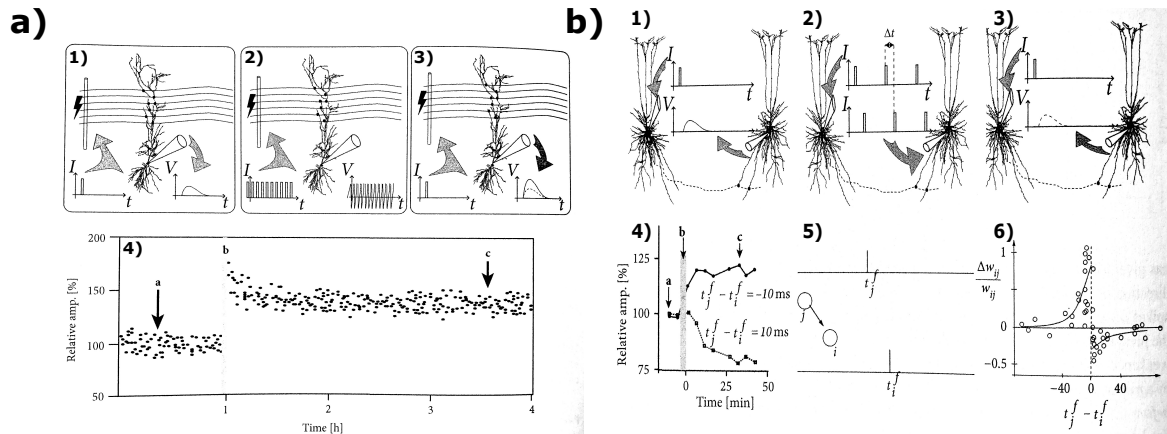 a)
1)
I
t
V
t
2)
I
t
V
t
3)
I
t
V
t
4)
200
150
100
50
Relative amp. [%]
a
b
c
1
2
3
4
Time [h]
b)
1)
I
t
V
t
2)
Δt
I
t
I
t
3)
I
t
V
t
4)
b
c
a
125
100
75
Relative amp. [%]
t_j^f − t_i^f = −10 ms
t_j^f − t_i^f = 10 ms
0
20
40
Time [min]
5)
t_j^f
j
i
t_i^f
6)
Δw_ij
w_ij
1
0
−0.5
−40
0
40
t_j^f − t_i^f